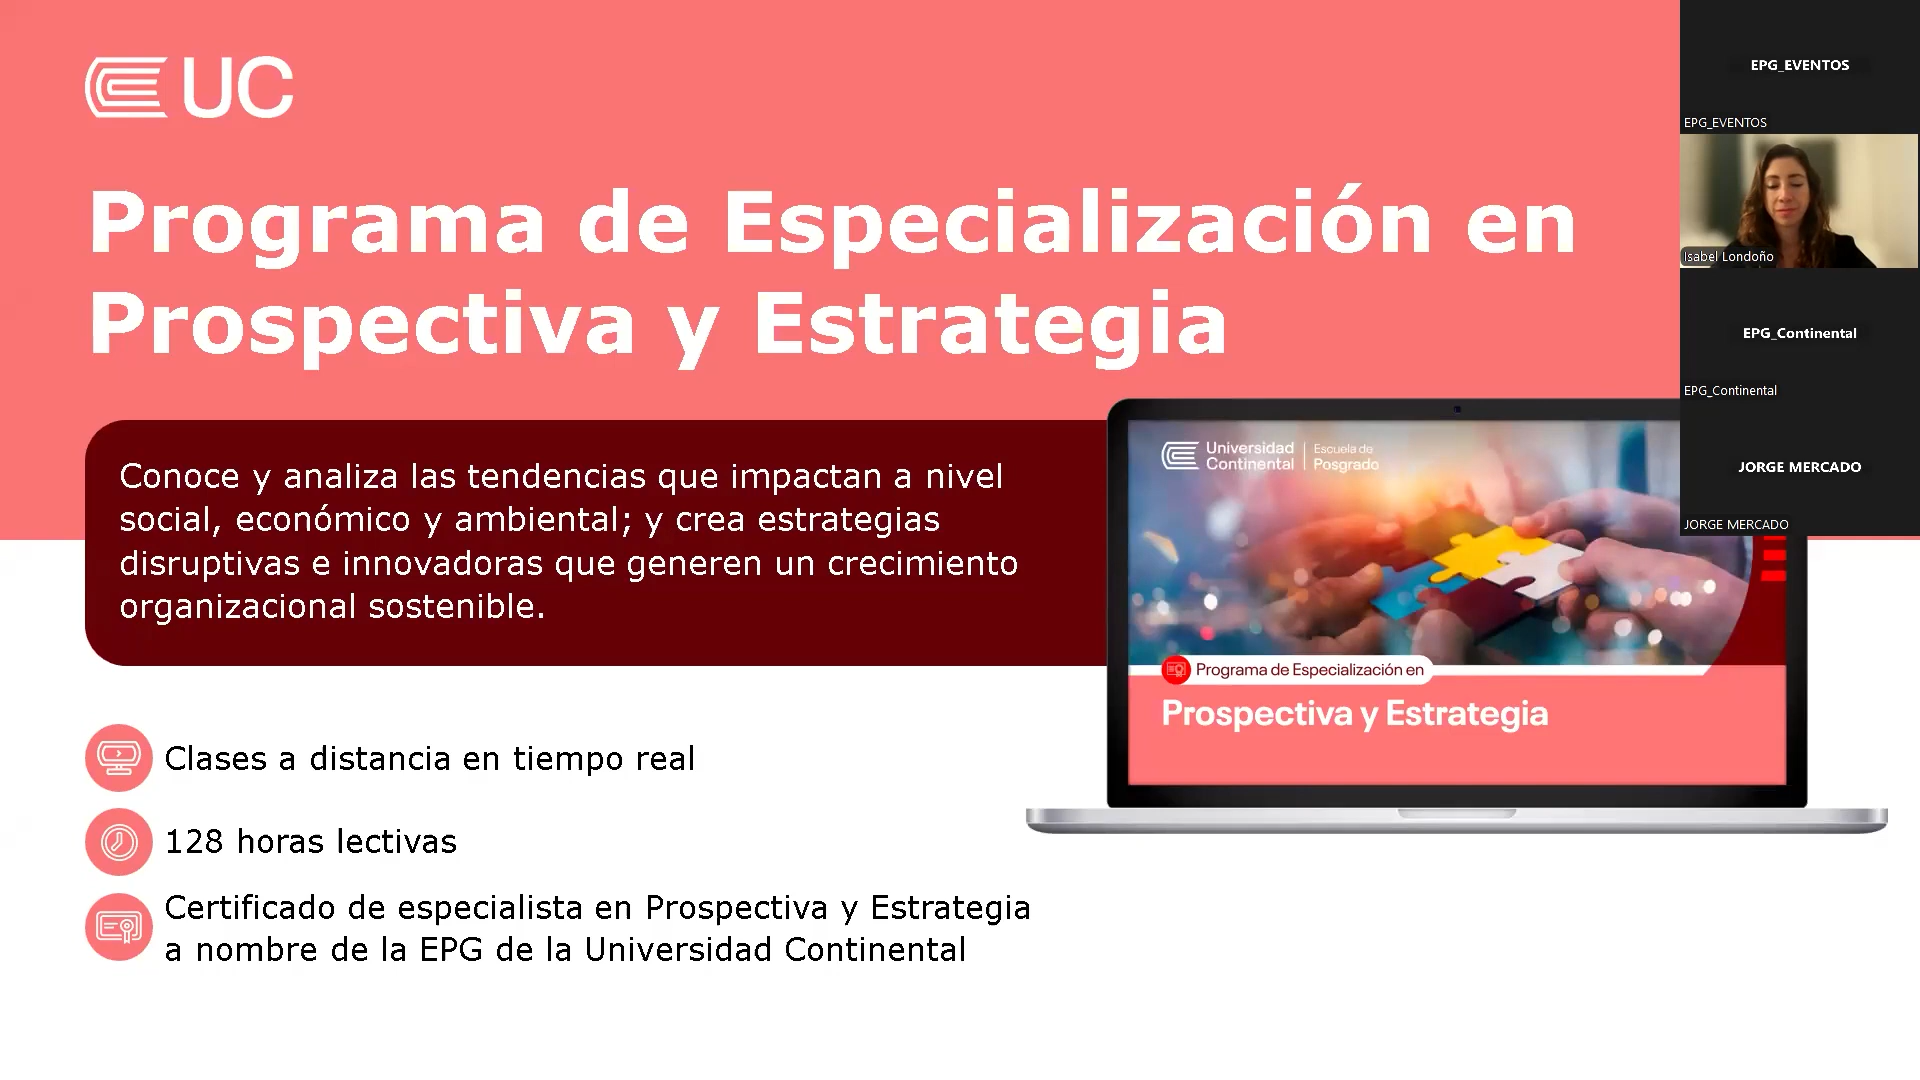 UC
Programa de Especialización en
Prospectiva y Estrategia
Conoce y analiza las tendencias que impactan a nivel
social, económico y ambiental; y crea estrategias
disruptivas e innovadoras que generen un crecimiento
organizacional sostenible.
Clases a distancia en tiempo real
128 horas lectivas
Certificado de especialista en Prospectiva y Estrategia
a nombre de la EPG de la Universidad Continental
Universidad
Continental
Escuela de
Posgrado
Programa de Especialización en
Prospectiva y Estrategia
EPG_EVENTOS
EPG_EVENTOS
Isabel Londoño
EPG_Continental
EPG_Continental
JORGE MERCADO
JORGE MERCADO